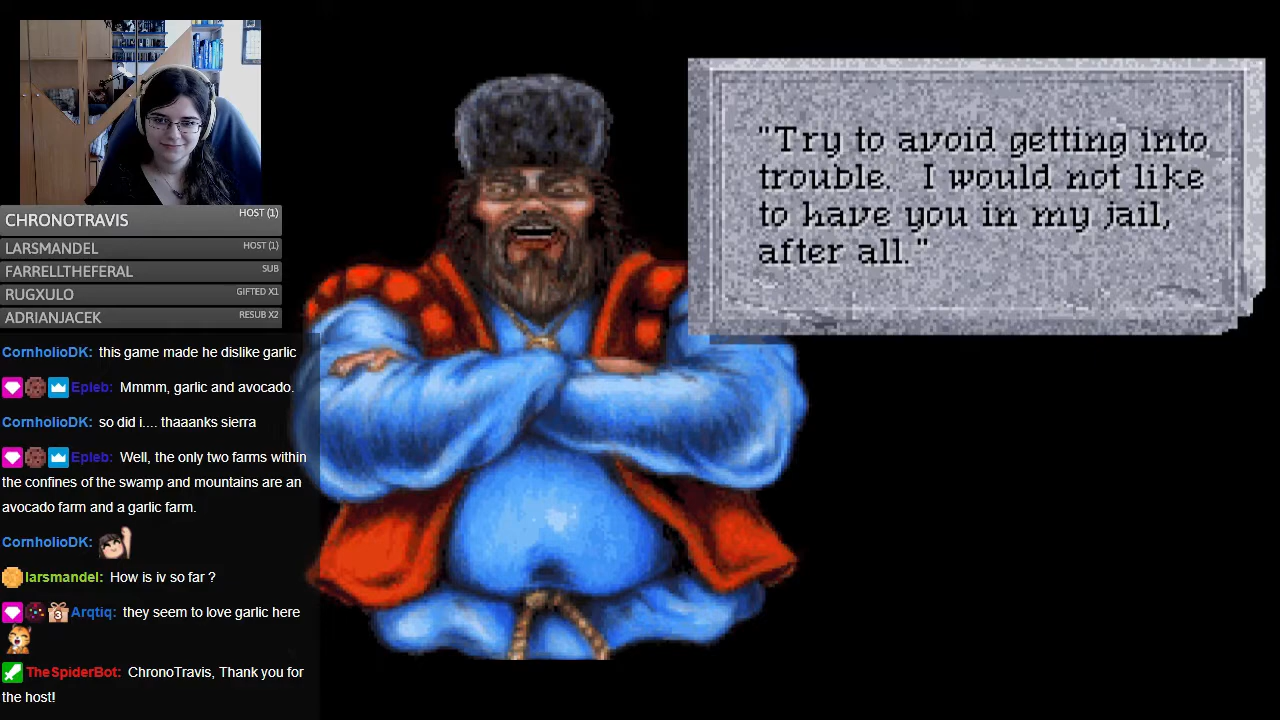 CHRONOTRAVIS HOST (1)
LARSMANDEL HOST (1)
FARRELLTHEFERAL SUB
RUGXULO GIFTED X1
ADRIANJACEK RESUB X2
CornholioDK: this game made he dislike garlic
Epleb: Mmmm, garlic and avocado.
CornholioDK: so did i.... thaaanks sierra
Epleb: Well, the only two farms within
the confines of the swamp and mountains are an
avocado farm and a garlic farm.
CornholioDK:
larsmandel: How is iv so far ?
3 Arqtiq: they seem to love garlic here
TheSpiderBot: ChronoTravis, Thank you for
the host!
"Try to avoid getting into
trouble. I would not like
to have you in my jail,
after all."